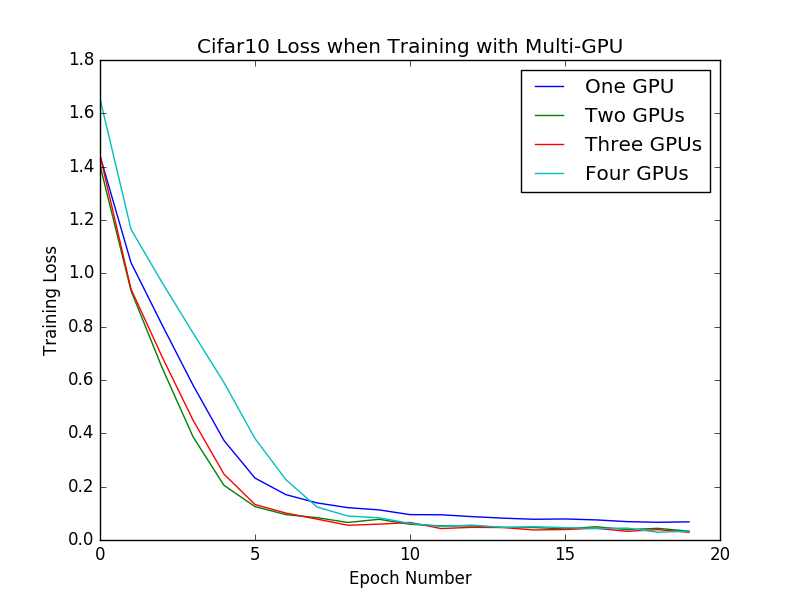 Cifar10 Loss when Training with Multi-GPU
1.8
1.6
1.4
1.2
1.0
0.8
0.6
0.4
0.2
0.0
Training Loss
One GPU
Two GPUs
Three GPUs
Four GPUs
0 5 10 15 20
Epoch Number